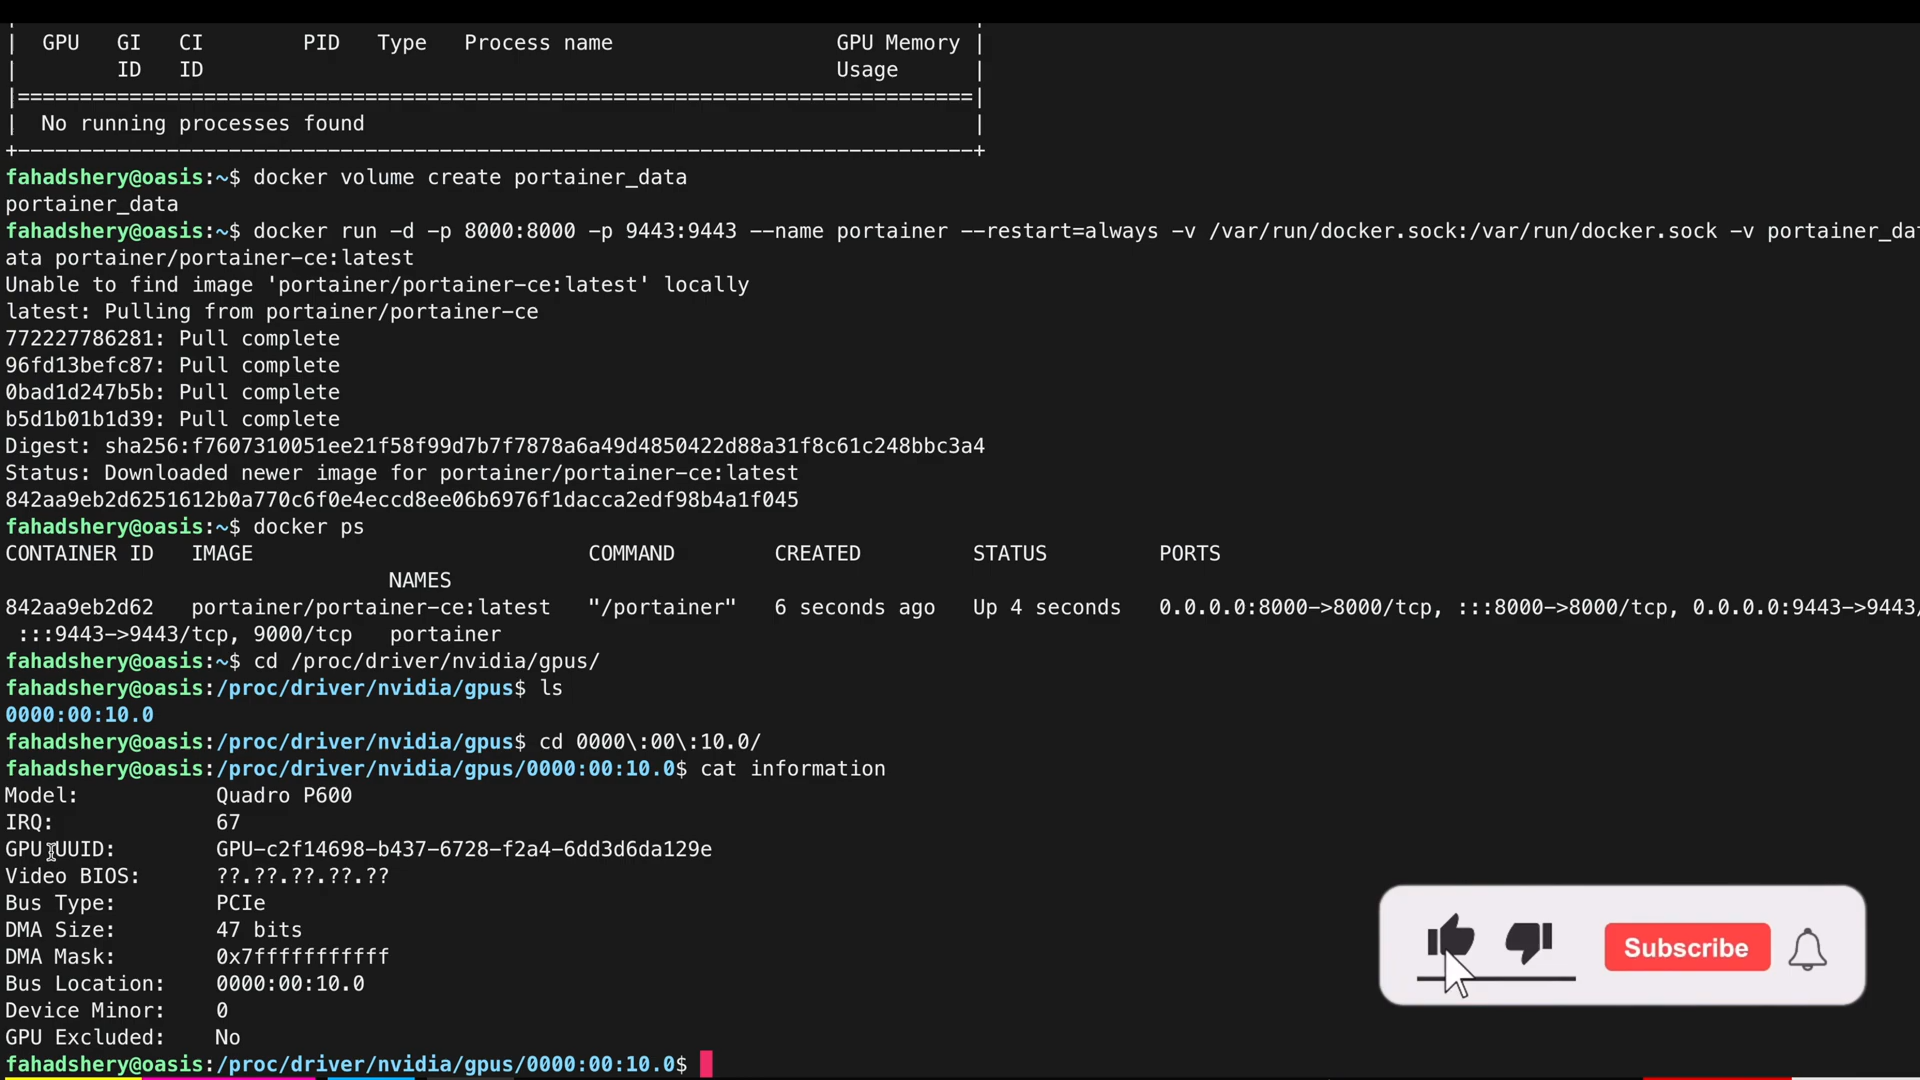 | GPU GI CI PID Type Process name GPU Memory |
| ID ID Usage |
|=============================================================================|
| No running processes found |
+-----------------------------------------------------------------------------+
fahadshery@oasis:~$ docker volume create portainer_data
portainer_data
fahadshery@oasis:~$ docker run -d -p 8000:8000 -p 9443:9443 --name portainer --restart=always -v /var/run/docker.sock:/var/run/docker.sock -v portainer_dat
ata portainer/portainer-ce:latest
Unable to find image 'portainer/portainer-ce:latest' locally
latest: Pulling from portainer/portainer-ce
772227786281: Pull complete
96fd13befc87: Pull complete
0bad1d247b5b: Pull complete
b5d1b01b1d39: Pull complete
Digest: sha256:f7607310051ee21f58f99d7b7f7878a6a49d4850422d88a31f8c61c248bbc3a4
Status: Downloaded newer image for portainer/portainer-ce:latest
842aa9eb2d6251612b0a770c6f0e4eccd8ee06b6976f1dacca2edf98b4a1f045
fahadshery@oasis:~$ docker ps
CONTAINER ID IMAGE COMMAND CREATED STATUS PORTS
NAMES
842aa9eb2d62 portainer/portainer-ce:latest "/portainer" 6 seconds ago Up 4 seconds 0.0.0.0:8000->8000/tcp, :::8000->8000/tcp, 0.0.0.0:9443->9443/
:::9443->9443/tcp, 9000/tcp portainer
fahadshery@oasis:~$ cd /proc/driver/nvidia/gpus/
fahadshery@oasis:/proc/driver/nvidia/gpus$ ls
0000:00:10.0
fahadshery@oasis:/proc/driver/nvidia/gpus$ cd 0000\:00\:10.0/
fahadshery@oasis:/proc/driver/nvidia/gpus/0000:00:10.0$ cat information
Model: Quadro P600
IRQ: 67
GPU UUID: GPU-c2f14698-b437-6728-f2a4-6dd3d6da129e
Video BIOS: ??.??.??.??.??
Bus Type: PCIe
DMA Size: 47 bits
DMA Mask: 0x7fffffffffff
Bus Location: 0000:00:10.0
Device Minor: 0
GPU Excluded: No
fahadshery@oasis:/proc/driver/nvidia/gpus/0000:00:10.0$
Subscribe